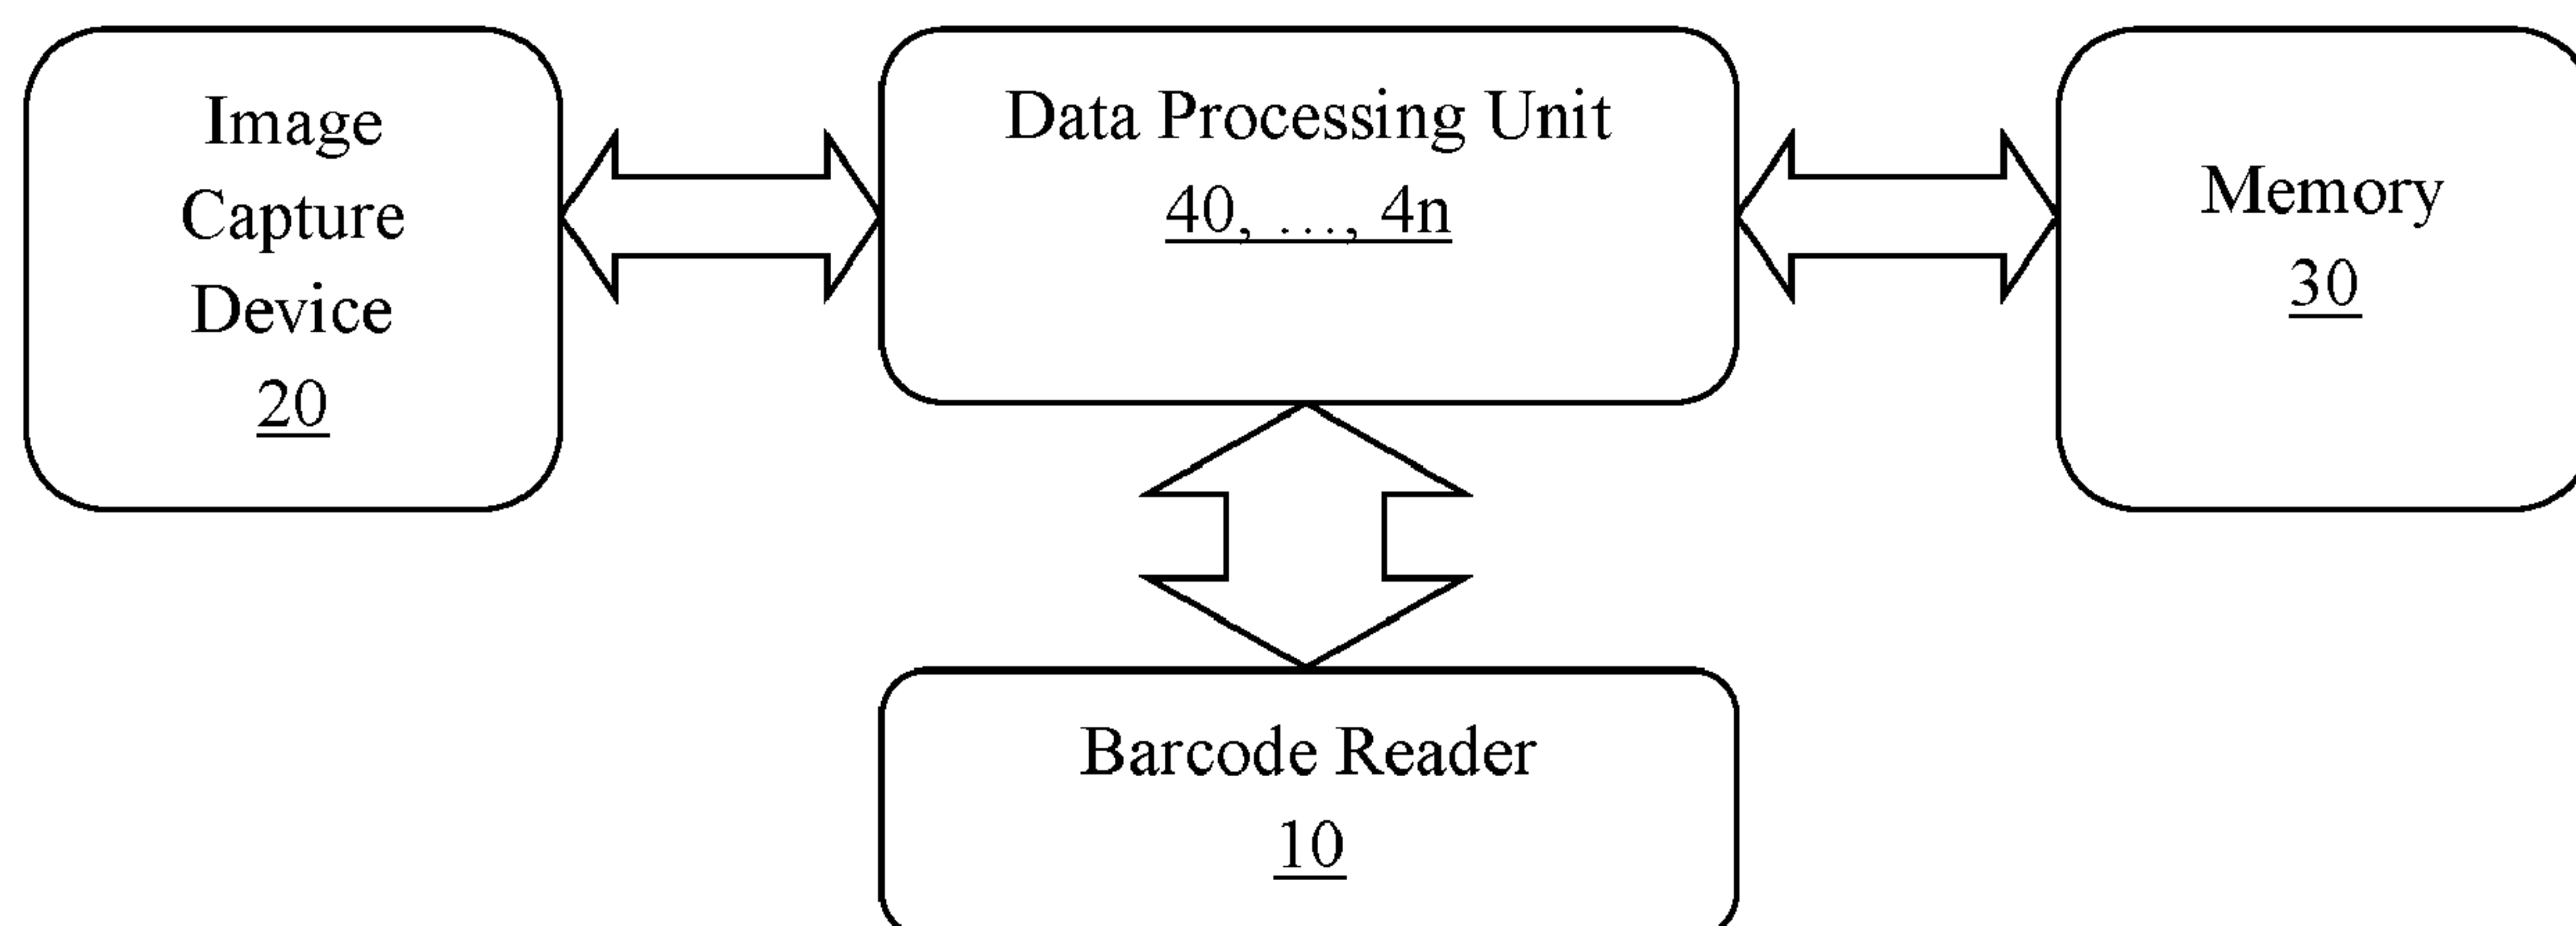 Image
Capture
Device
20
Data Processing Unit
40, …, 4n
Memory
30
Barcode Reader
10